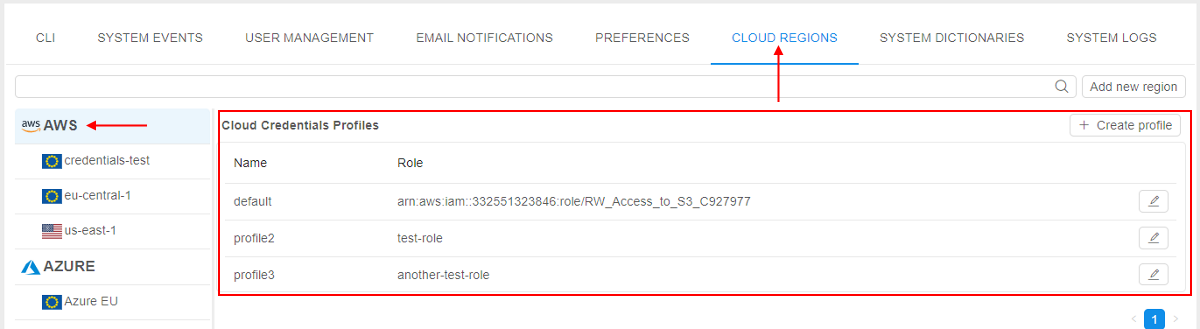 CLI SYSTEM EVENTS USER MANAGEMENT EMAIL NOTIFICATIONS PREFERENCES CLOUD REGIONS SYSTEM DICTIONARIES SYSTEM LOGS
Add new region
aws AWS
credentials-test
eu-central-1
us-east-1
AZURE
Azure EU
Cloud Credentials Profiles + Create profile
Name Role
default arn:aws:iam::332551323846:role/RW_Access_to_S3_C927977
profile2 test-role
profile3 another-test-role
< 1 >